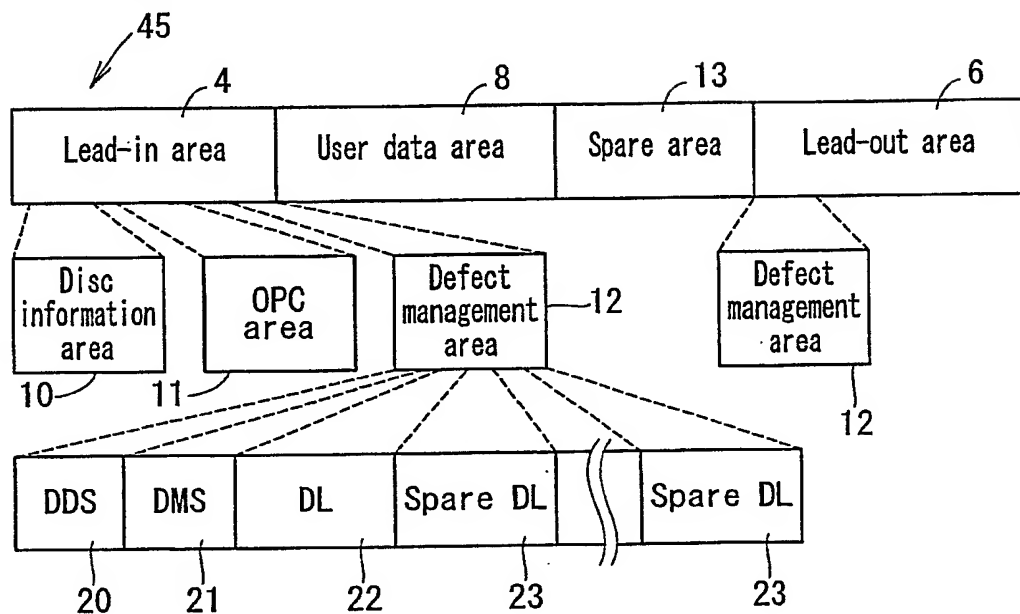 45
4
8
13
6
Lead-in area
User data area
Spare area
Lead-out area
Disc
information
area
OPC
area
Defect
management
area
12
Defect
management
area
10
11
12
DDS
DMS
DL
Spare DL
Spare DL
20
21
22
23
23